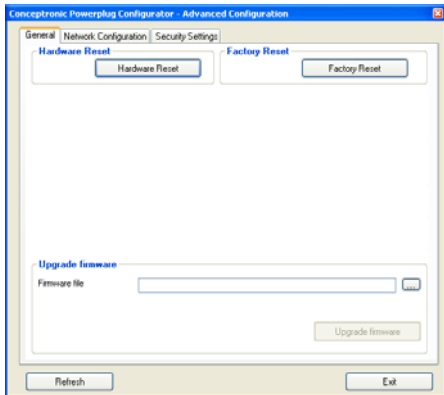 Conceptronic Powerplug Configurator - Advanced Configuration
General Network Configuration Security Settings
Hardware Reset Factory Reset
Hardware Reset Factory Reset
Upgrade firmware
Firmware file ...
Upgrade firmware
Refresh Exit